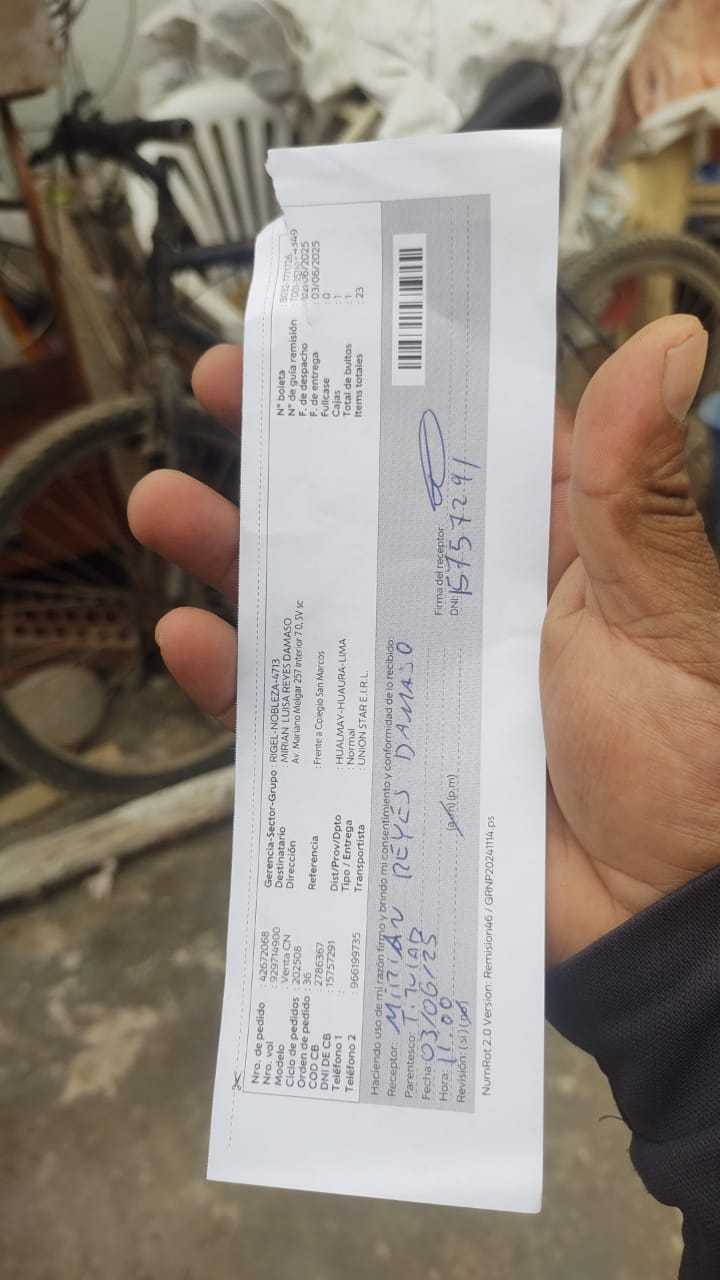 Nro. de pedido : 42672068
Nro. vol : 929714900
Modelo Venta CN
Ciclo de pedidos : 202508
Orden de pedido : 36
COD CB : 2786367
DNI DE CB : 15757291
Teléfono 1 :
Teléfono 2 : 966199735
Gerencia-Sector-Grupo : RIGEL-NOBLEZA-4713
Destinatario MIRIAN LUISA REYES DAMASO
Dirección Av Mariano Melgar 257 Interior 7 0, SV sc
Referencia : Frente a Colegio San Marcos
Dist/Prov/Dpto : HUALMAY-HUAURA-LIMA
Tipo / Entrega : Normal
Transportista : UNION STAR E.I.R.L.
N° boleta
N° de guía remisión
F. de despacho
F. de entrega : 03/06/2025
Fullcase : 0
Cajas : 1
Total de bultos : 1
Items totales : 23
Haciendo uso de mi razón firmo y brindo mi consentimiento y conformidad de lo recibido
Receptor: MIRIAN REYES DAMASO
Parentesco: TITULAR
Fecha: 03/06/25
Hora: 11:00 (a.m) (p.m)
Revisión: (si) (no)
Firma del receptor
DNI: 15757291
NumRot 2.0 Version: Remision46 / GRNP20241114.ps